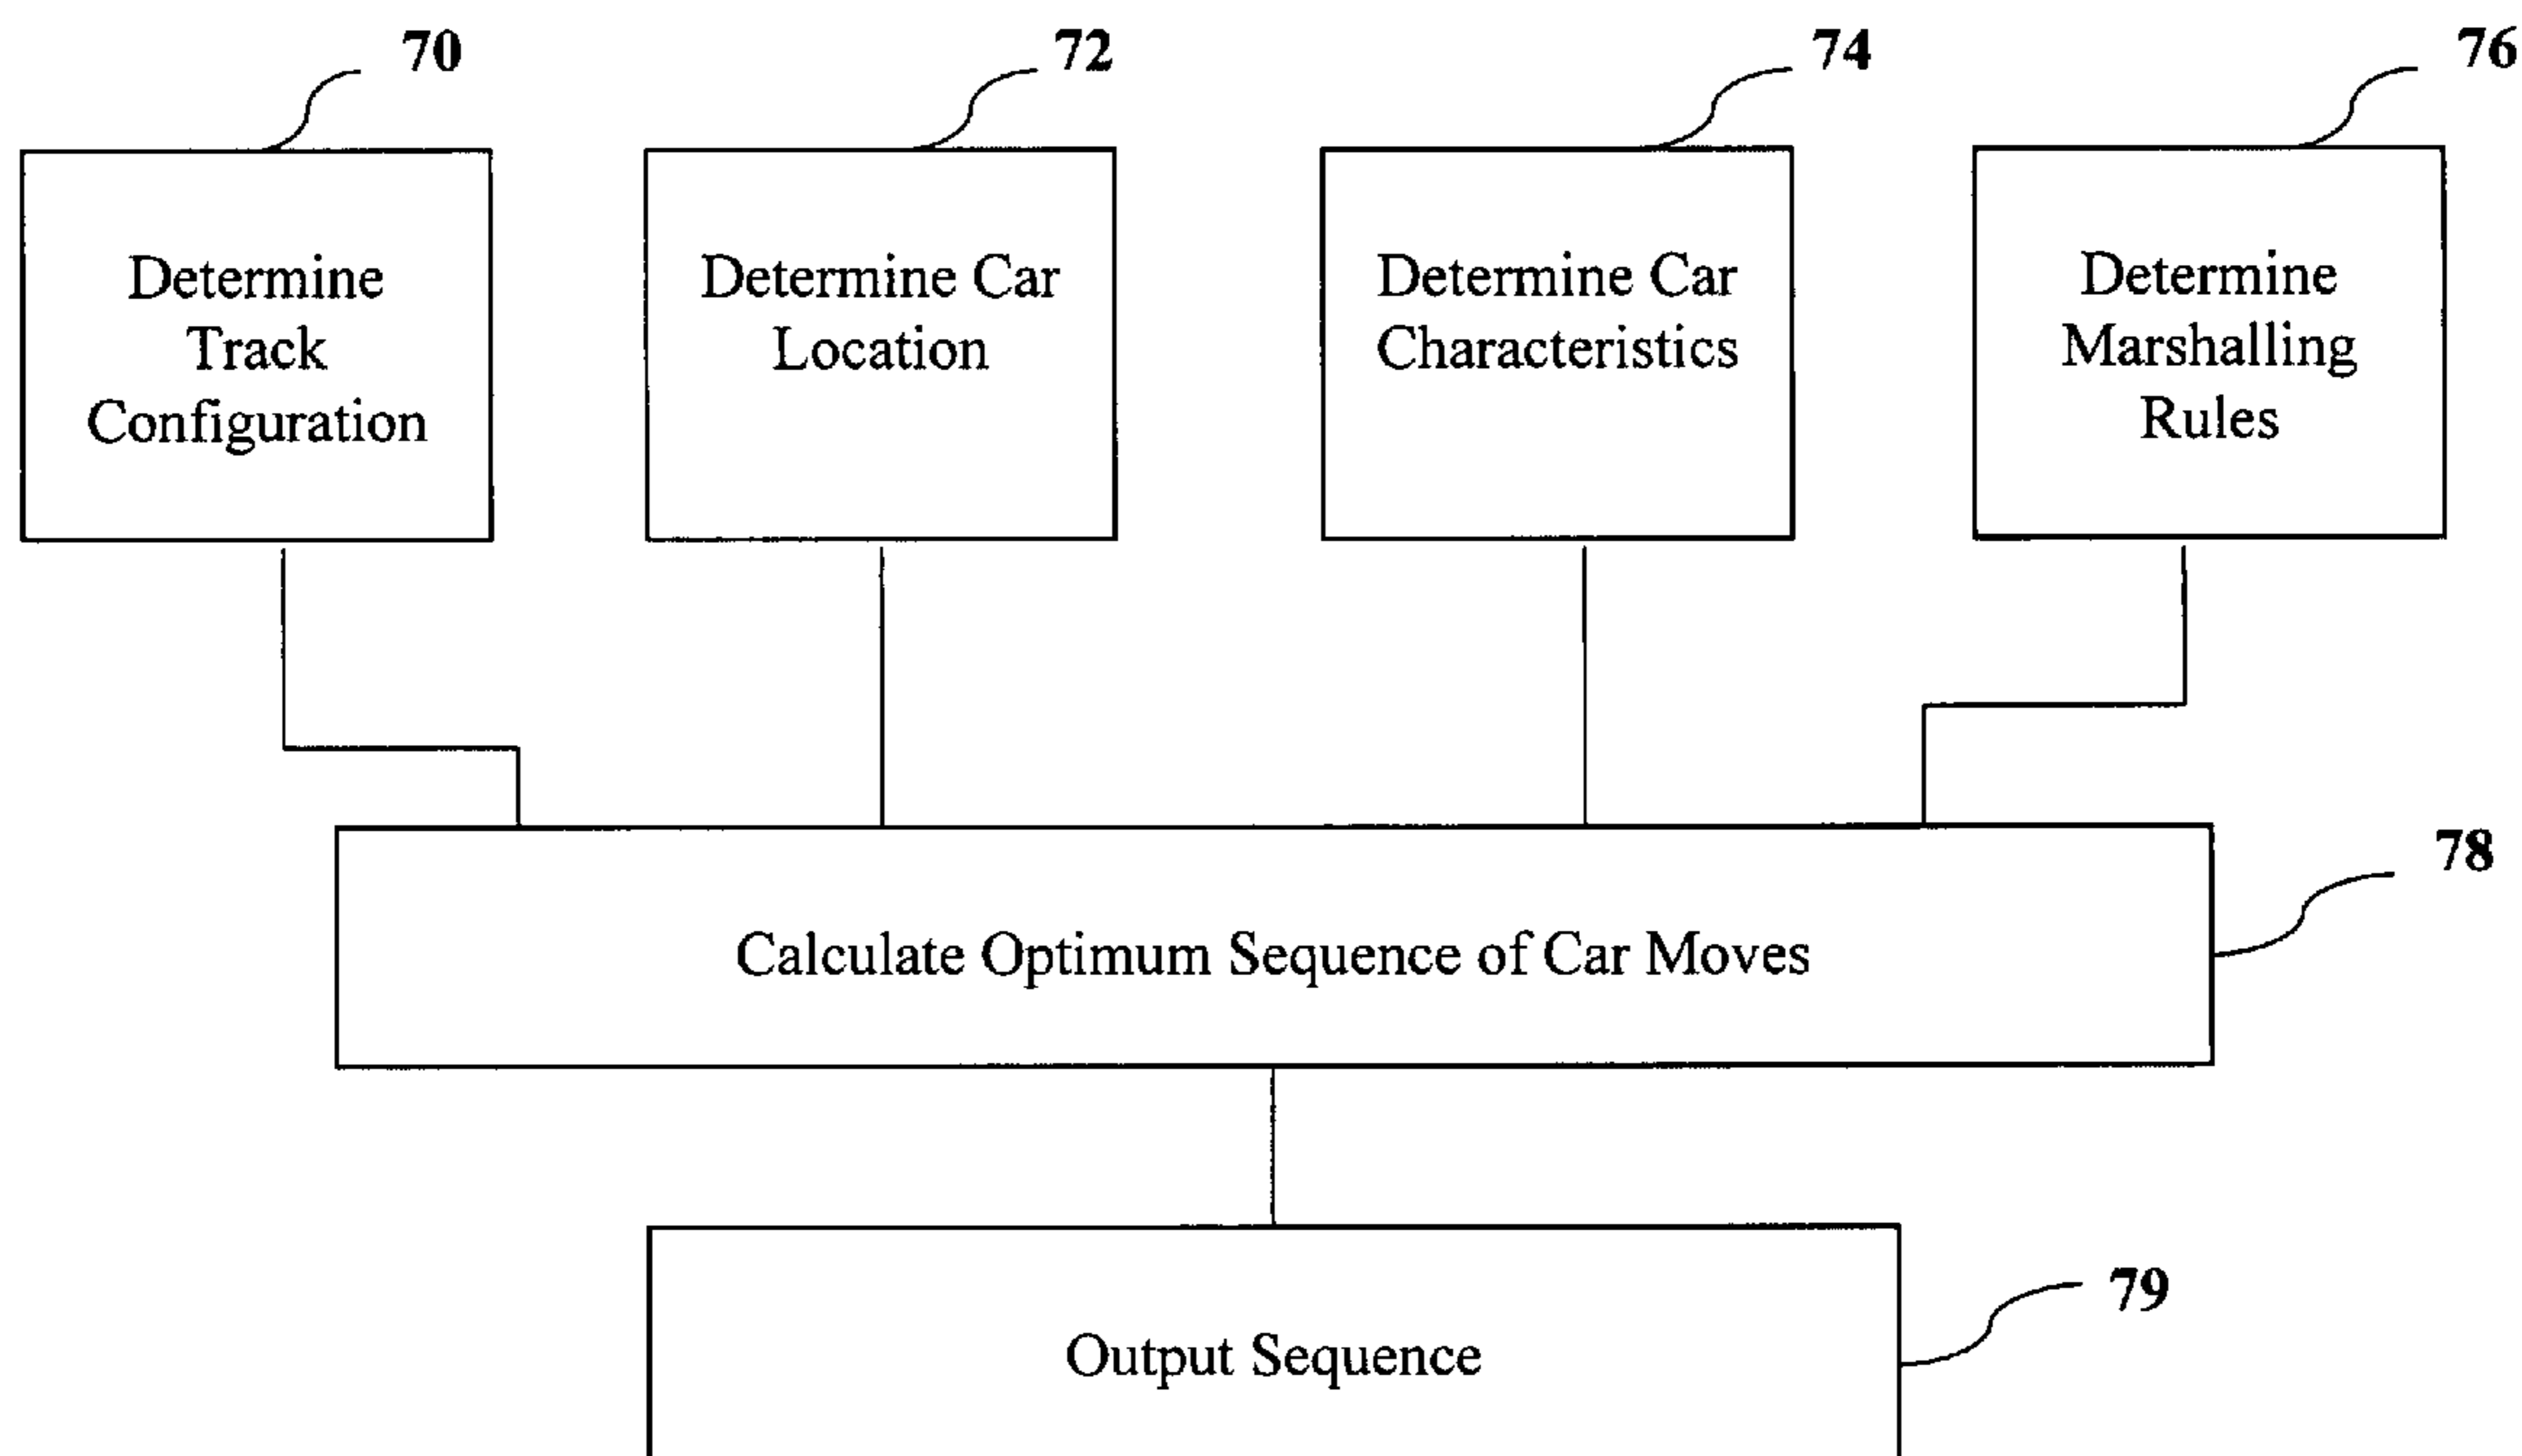 70
72
74
76
Determine
Track
Configuration
Determine Car
Location
Determine Car
Characteristics
Determine
Marshalling
Rules
78
Calculate Optimum Sequence of Car Moves
79
Output Sequence